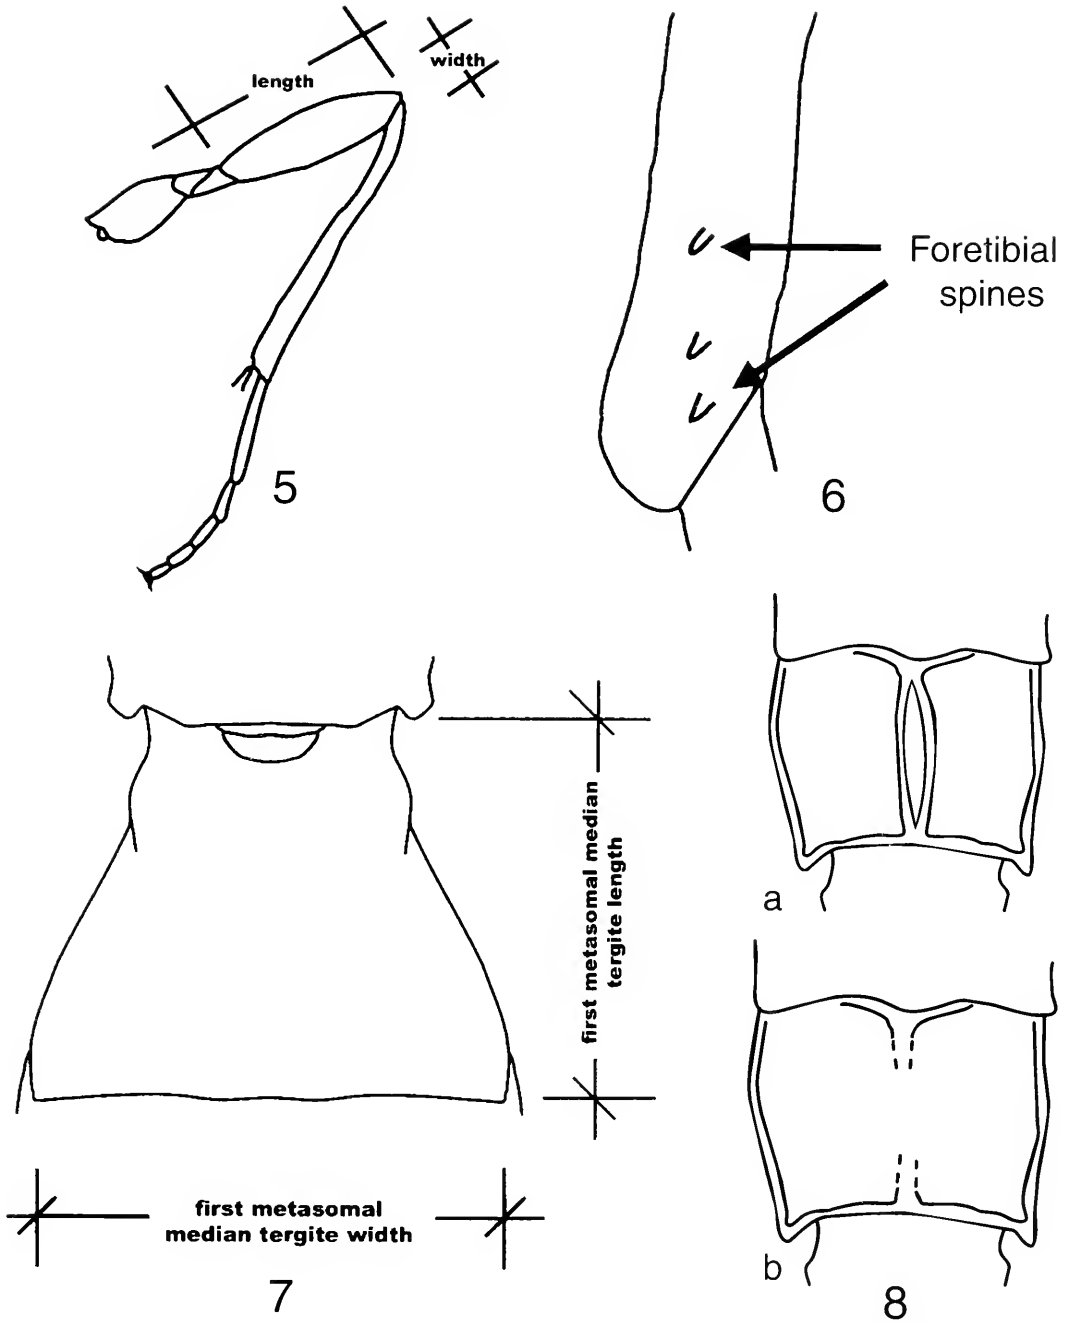 length
width
5
Foretibial
spines
6
first metasomal median
tergite length
first metasomal
median tergite width
7
a
b
8